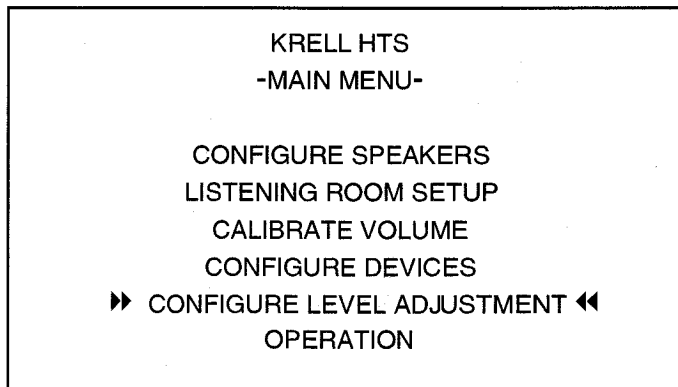 KRELL HTS
-MAIN MENU-
CONFIGURE SPEAKERS
LISTENING ROOM SETUP
CALIBRATE VOLUME
CONFIGURE DEVICES
CONFIGURE LEVEL ADJUSTMENT
OPERATION